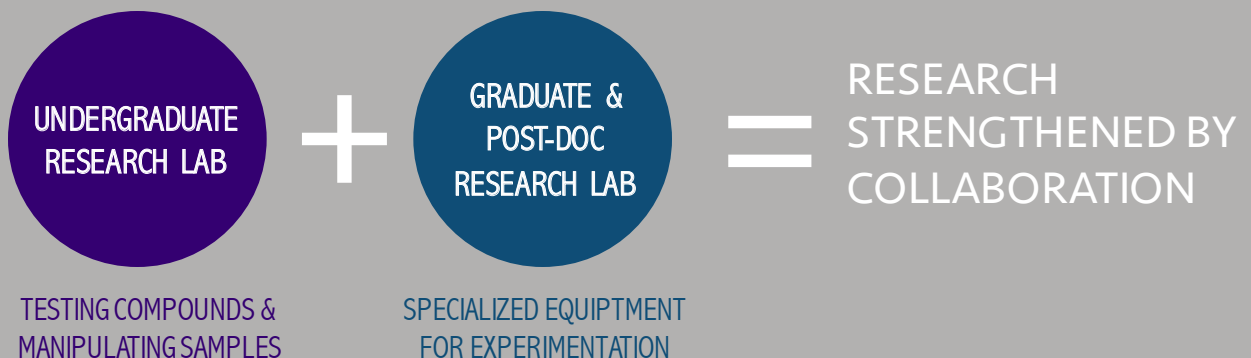 UNDERGRADUATE
RESEARCH LAB
+
GRADUATE &
POST-DOC
RESEARCH LAB
=
RESEARCH
STRENGTHENED BY
COLLABORATION
TESTING COMPOUNDS &
MANIPULATING SAMPLES
SPECIALIZED EQUIPTMENT
FOR EXPERIMENTATION